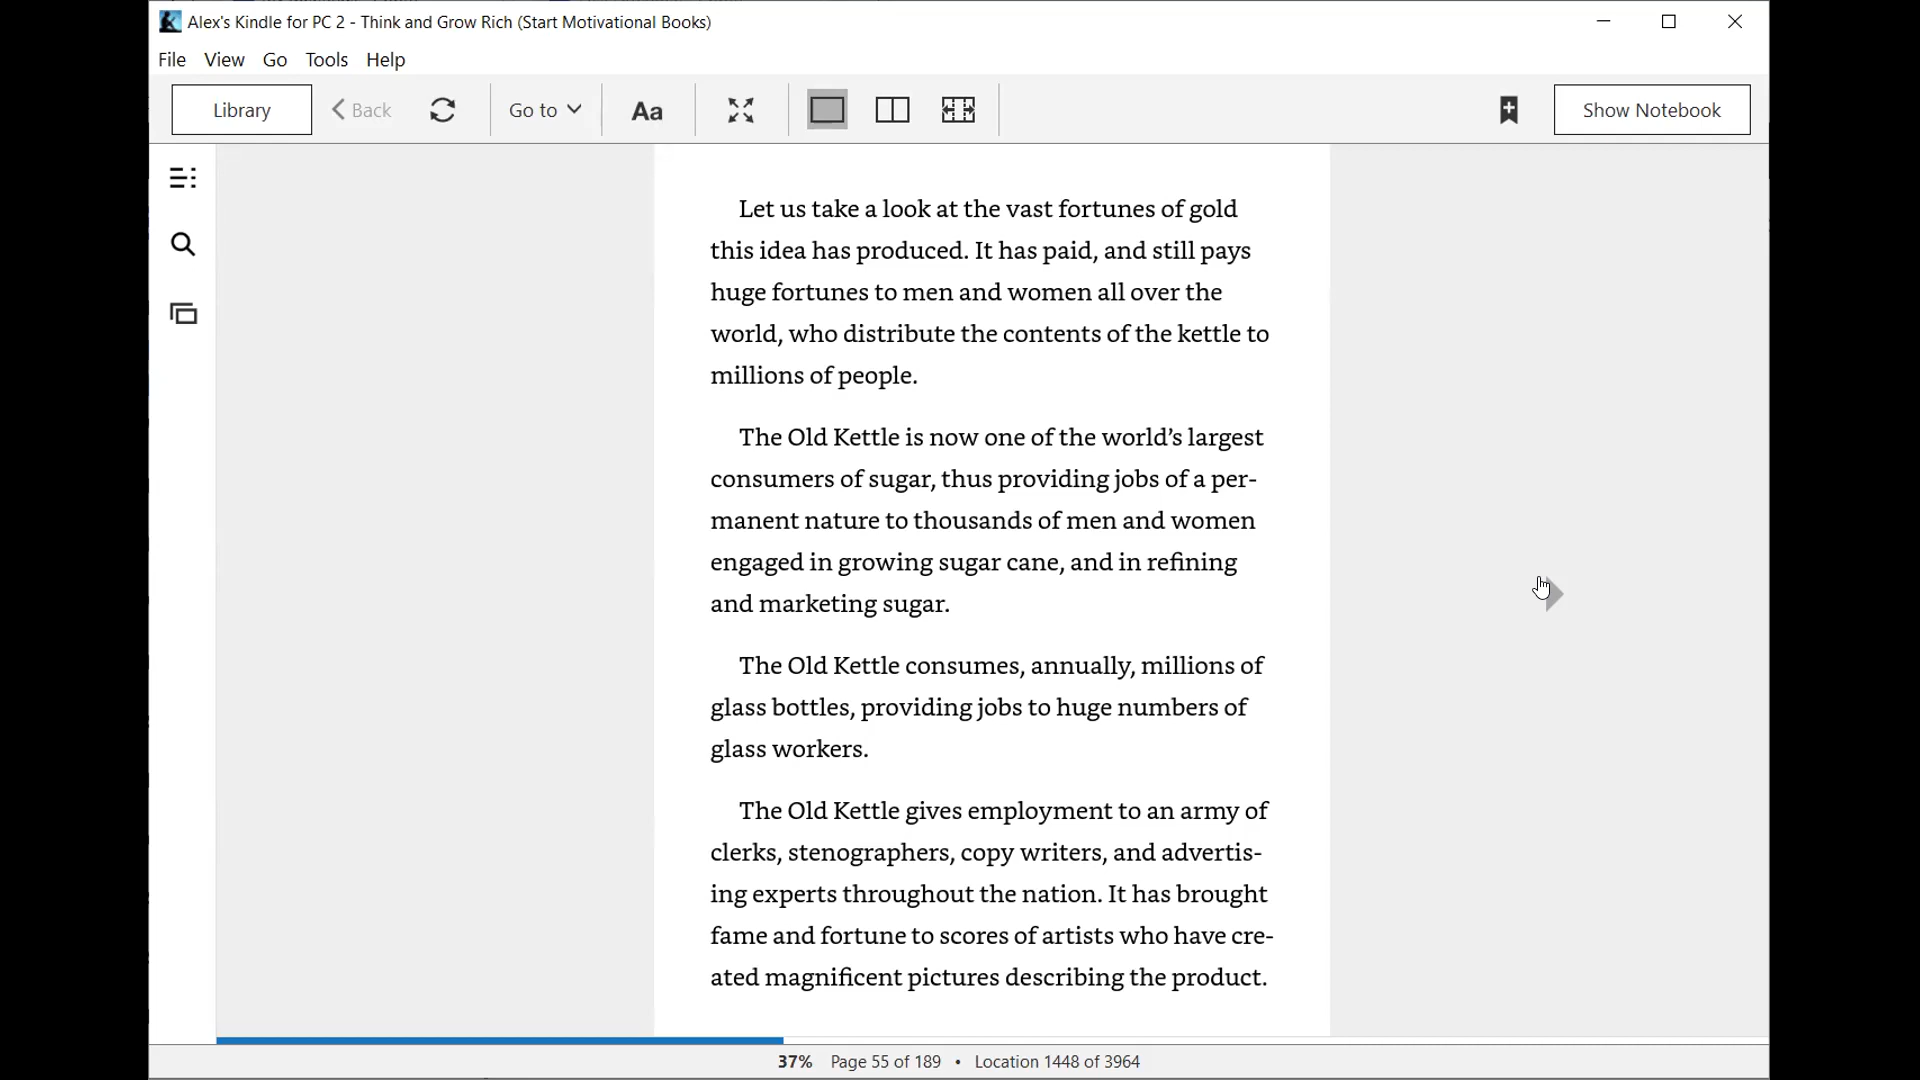 Alex's Kindle for PC 2 - Think and Grow Rich (Start Motivational Books)
File View Go Tools Help
Library Back Go to Aa Show Notebook
Let us take a look at the vast fortunes of gold
this idea has produced. It has paid, and still pays
huge fortunes to men and women all over the
world, who distribute the contents of the kettle to
millions of people.
The Old Kettle is now one of the world’s largest
consumers of sugar, thus providing jobs of a per-
manent nature to thousands of men and women
engaged in growing sugar cane, and in refining
and marketing sugar.
The Old Kettle consumes, annually, millions of
glass bottles, providing jobs to huge numbers of
glass workers.
The Old Kettle gives employment to an army of
clerks, stenographers, copy writers, and advertis-
ing experts throughout the nation. It has brought
fame and fortune to scores of artists who have cre-
ated magnificent pictures describing the product.
37% Page 55 of 189 • Location 1448 of 3964